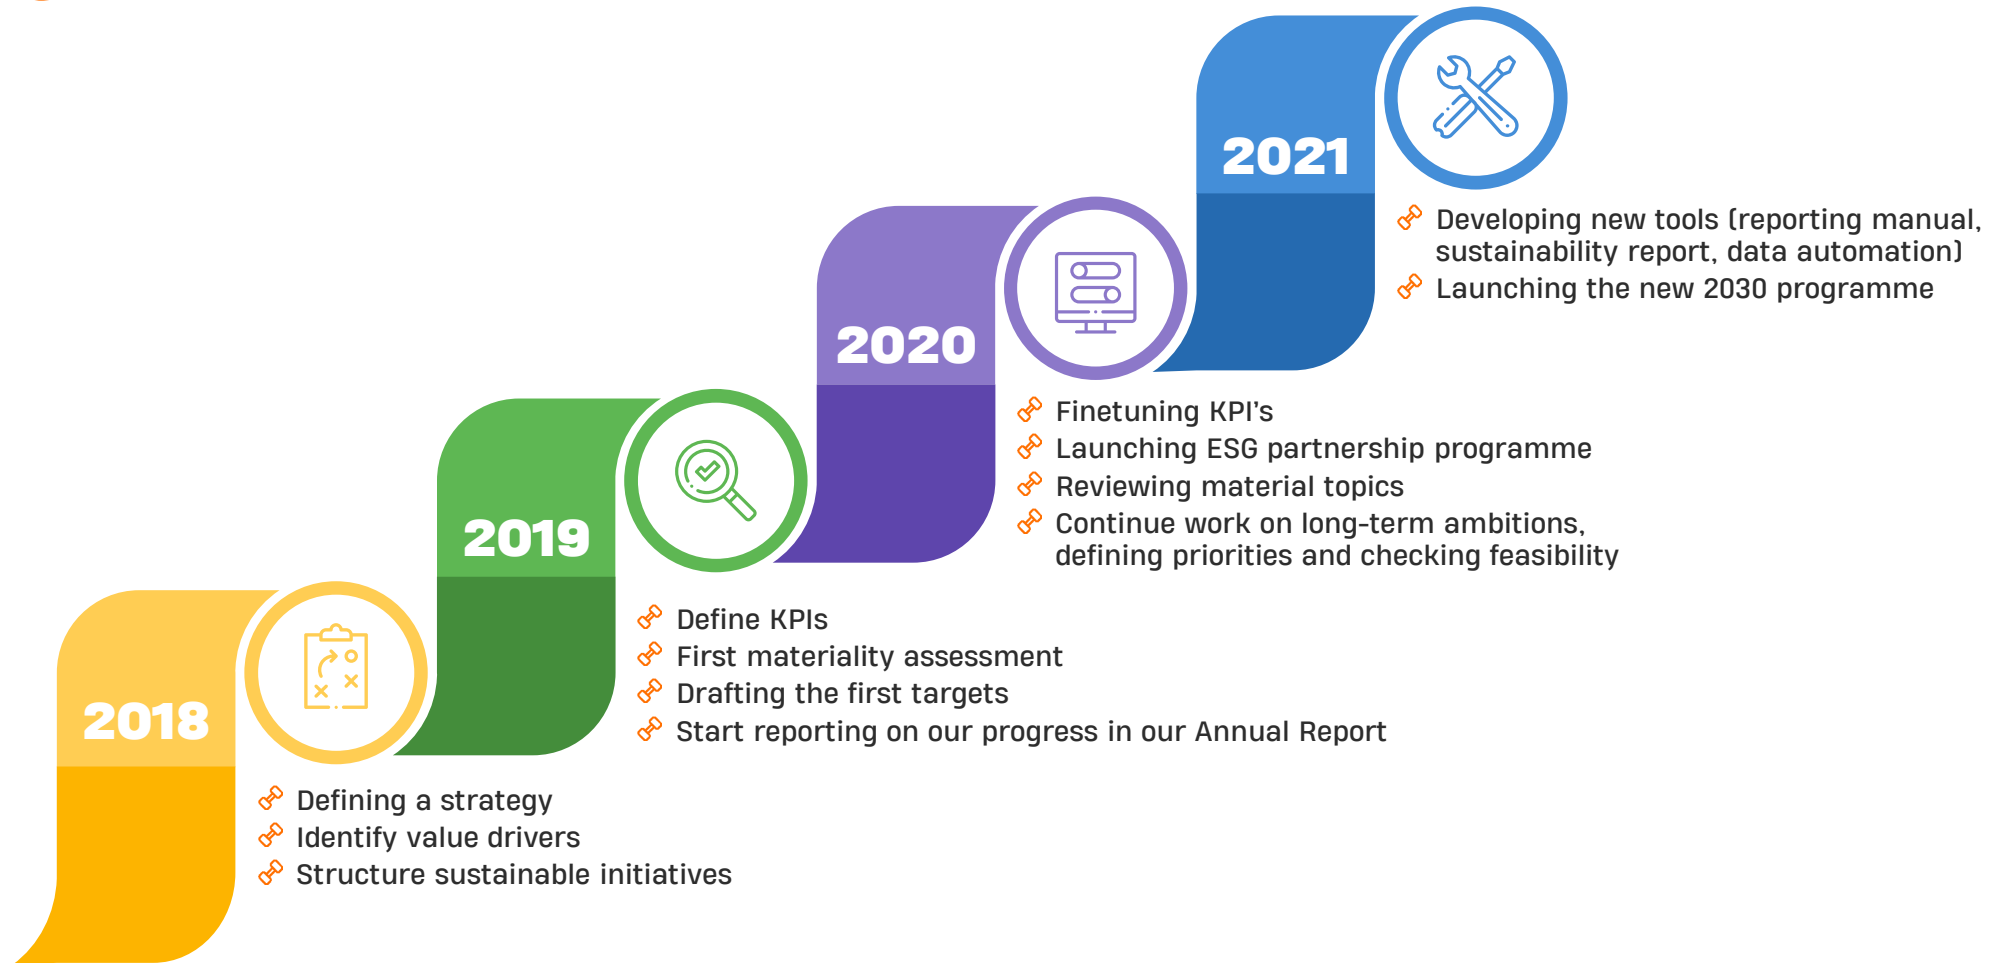 2018
Defining a strategy
Identify value drivers
Structure sustainable initiatives
2019
Define KPIs
First materiality assessment
Drafting the first targets
Start reporting on our progress in our Annual Report
2020
Finetuning KPI’s
Launching ESG partnership programme
Reviewing material topics
Continue work on long-term ambitions,
defining priorities and checking feasibility
2021
Developing new tools (reporting manual,
sustainability report, data automation)
Launching the new 2030 programme